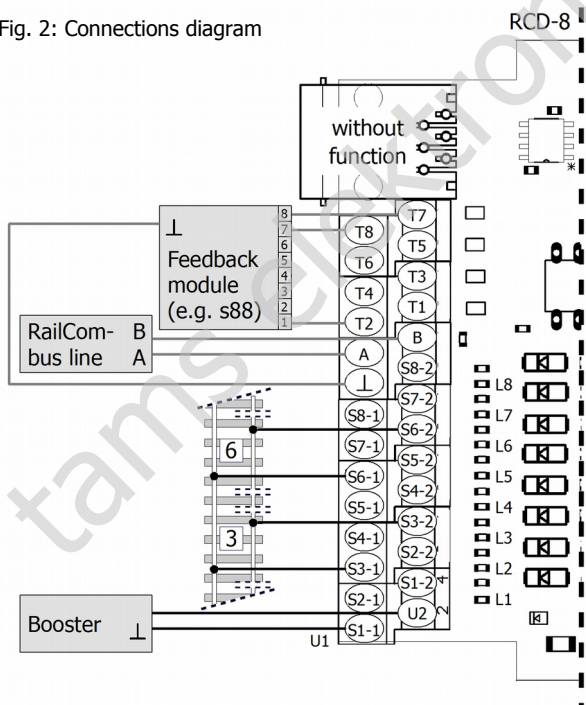 Fig. 2: Connections diagram
RCD-8
without
function
⊥
Feedback
module
(e.g. s88)
8
7
6
5
4
3
2
1
RailCom-
bus line
B
A
T8
T6
T4
T2
A
⊥
S8-1
S7-1
S6-1
S5-1
S4-1
S3-1
S2-1
S1-1
U1
T7
T5
T3
T1
B
S8-2
S7-2
S6-2
S5-2
S4-2
S3-2
S2-2
S1-2
U2
4
2
*
L8
L7
L6
L5
L4
L3
L2
L1
6
3
Booster ⊥
tams elektron